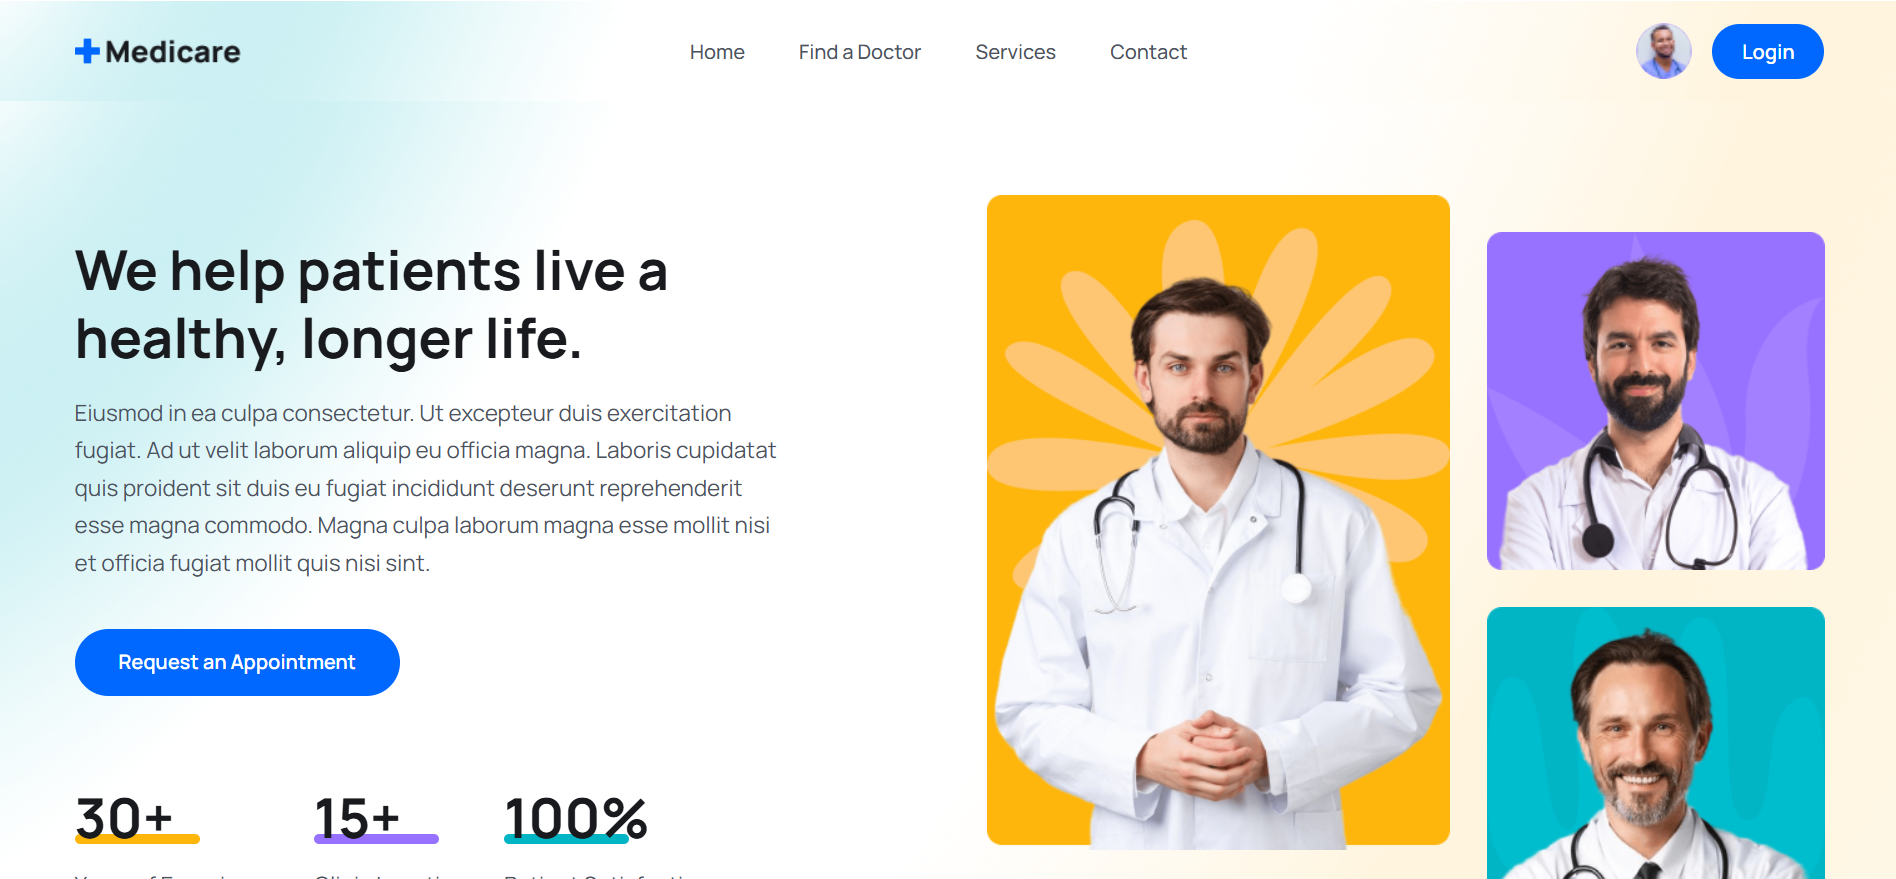 Medicare
Home
Find a Doctor
Services
Contact
Login
We help patients live a
healthy, longer life.
Eiusmod in ea culpa consectetur. Ut excepteur duis exercitation
fugiat. Ad ut velit laborum aliquip eu officia magna. Laboris cupidatat
quis proident sit duis eu fugiat incididunt deserunt reprehenderit
esse magna commodo. Magna culpa laborum magna esse mollit nisi
et officia fugiat mollit quis nisi sint.
Request an Appointment
30+
15+
100%